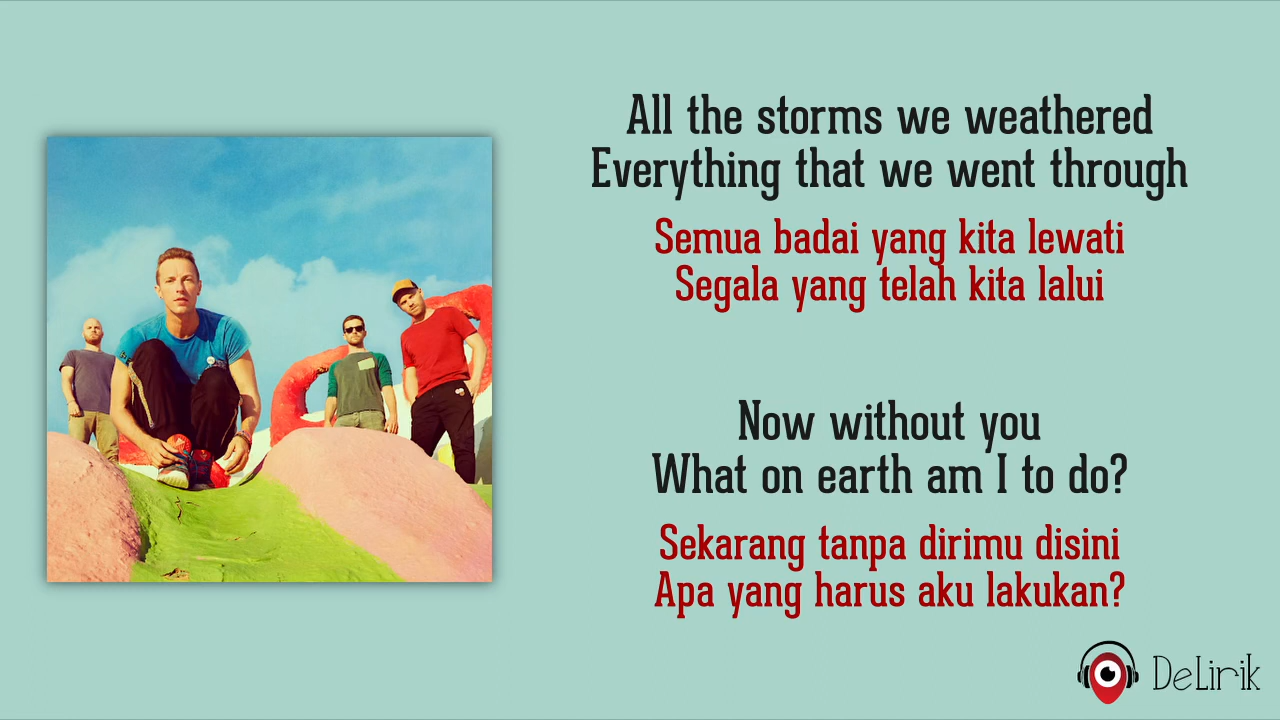 All the storms we weathered
Everything that we went through
Semua badai yang kita lewati
Segala yang telah kita lalui
Now without you
What on earth am I to do?
Sekarang tanpa dirimu disini
Apa yang harus aku lakukan?
DeLirik